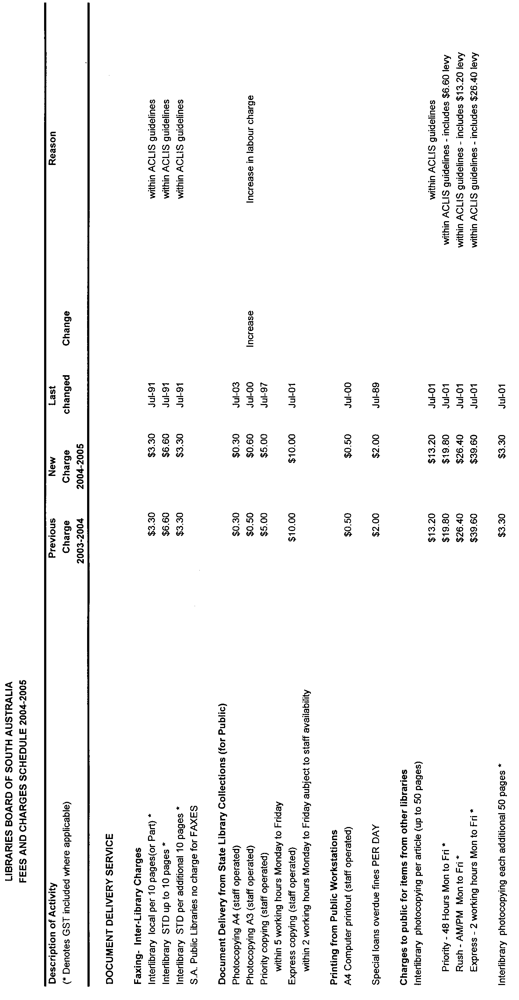 LIBRARIES BOARD OF SOUTH AUSTRALIA
FEES AND CHARGES SCHEDULE 2004-2005
Description of Activity Previous New Last Reason
(* Denotes GST included where applicable) Charge Charge changed Change
2003-2004 2004-2005
DOCUMENT DELIVERY SERVICE
Faxing- Inter-Library Charges
Interlibrary local per 10 pages(or Part) * $3.30 $3.30 Jul-91 within ACLIS guidelines
Interlibrary STD up to 10 pages * $6.60 $6.60 Jul-91 within ACLIS guidelines
Interlibrary STD per additional 10 pages * $3.30 $3.30 Jul-91 within ACLIS guidelines
S.A. Public Libraries no charge for FAXES
Document Delivery from State Library Collections (for Public)
Photocopying A4 (staff operated) $0.30 $0.30 Jul-03
Photocopying A3 (staff operated) $0.50 $0.60 Jul-00 Increase Increase in labour charge
Priority copying (staff operated) $5.00 $5.00 Jul-97
within 5 working hours Monday to Friday
Express copying (staff operated) $10.00 $10.00 Jul-01
within 2 working hours Monday to Friday aubject to staff availability
Printing from Public Workstations
A4 Computer printout (staff operated) $0.50 $0.50 Jul-00
Special loans overdue fines PER DAY $2.00 $2.00 Jul-89
Charges to public for items from other libraries
Interlibrary photocopying per article (up to 50 pages)
$13.20 $13.20 Jul-01 within ACLIS guidelines
Priority - 48 Hours Mon to Fri * $19.80 $19.80 Jul-01 within ACLIS guidelines - includes $6.60 levy
Rush - AM/PM Mon to Fri * $26.40 $26.40 Jul-01 within ACLIS guidelines - includes $13.20 levy
Express - 2 working hours Mon to Fri * $39.60 $39.60 Jul-01 within ACLIS guidelines - includes $26.40 levy
Interlibrary photocopying each additional 50 pages * $3.30 $3.30 Jul-01